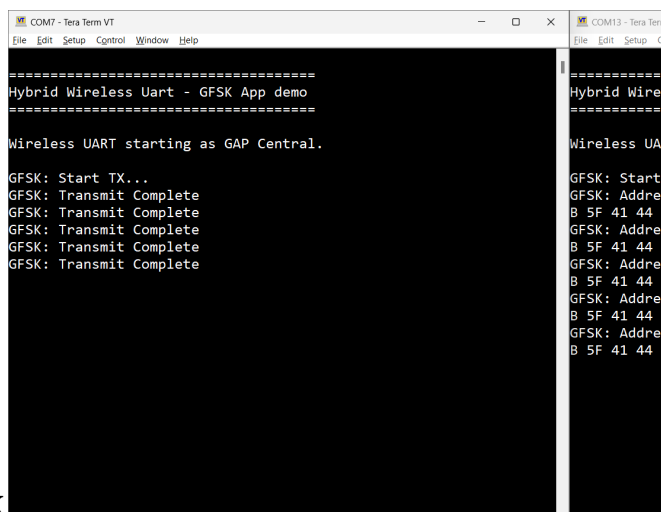 COM7 - Tera Term VT
File Edit Setup Control Window Help
=====================================
Hybrid Wireless Uart - GFSK App demo
=====================================
Wireless UART starting as GAP Central.
GFSK: Start TX...
GFSK: Transmit Complete
GFSK: Transmit Complete
GFSK: Transmit Complete
GFSK: Transmit Complete
GFSK: Transmit Complete
COM13 - Tera Ter
File Edit Setup C
===========
Hybrid Wire
===========
Wireless UA
GFSK: Start
GFSK: Addre
B 5F 41 44
GFSK: Addre
B 5F 41 44
GFSK: Addre
B 5F 41 44
GFSK: Addre
B 5F 41 44
GFSK: Addre
B 5F 41 44